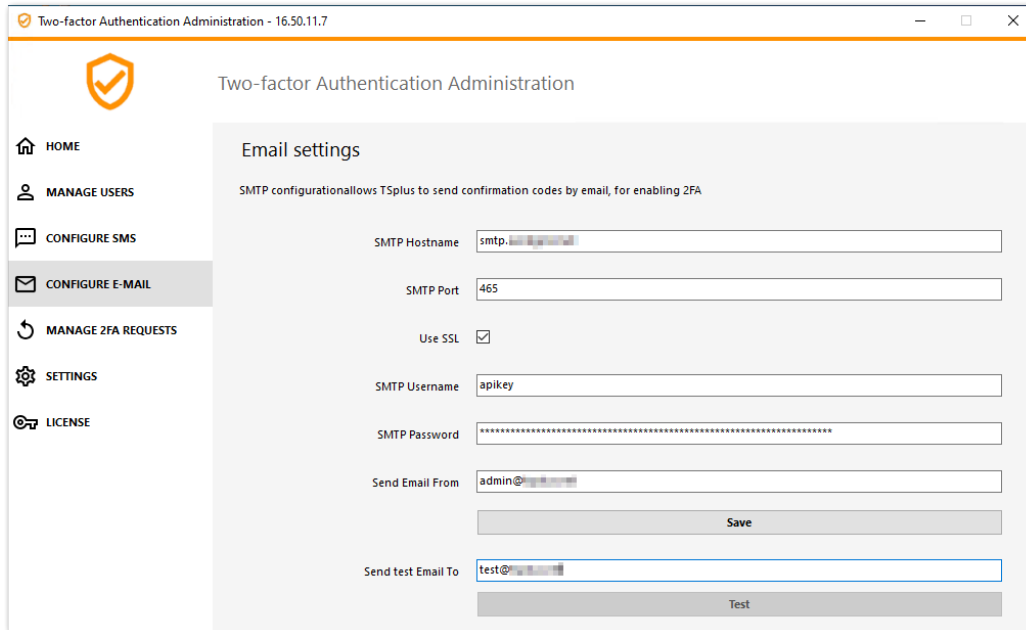 Two-factor Authentication Administration - 16.50.11.7
Two-factor Authentication Administration
HOME
MANAGE USERS
CONFIGURE SMS
CONFIGURE E-MAIL
MANAGE 2FA REQUESTS
SETTINGS
LICENSE
Email settings
SMTP configurationallows TSplus to send confirmation codes by email, for enabling 2FA
SMTP Hostname smtp.
SMTP Port 465
Use SSL
SMTP Username apikey
SMTP Password **********************************************************************
Send Email From admin@
Save
Send test Email To test@
Test